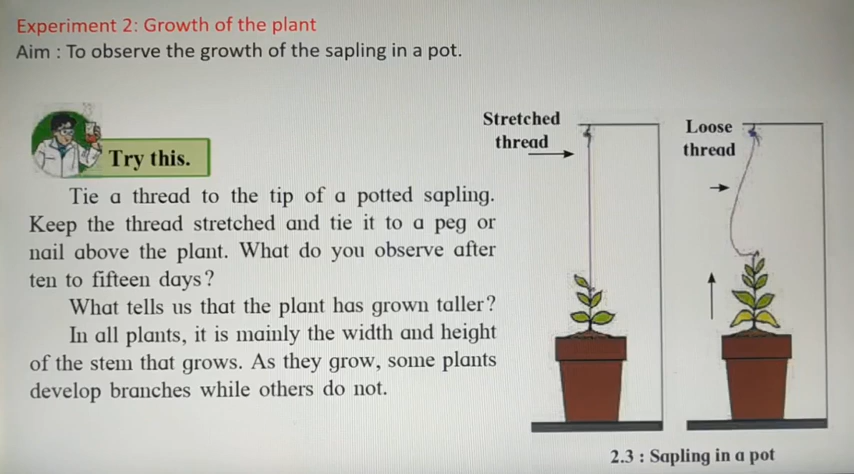 Experiment 2: Growth of the plant
Aim : To observe the growth of the sapling in a pot.
Try this.
Tie a thread to the tip of a potted sapling.
Keep the thread stretched and tie it to a peg or
nail above the plant. What do you observe after
ten to fifteen days?
What tells us that the plant has grown taller?
In all plants, it is mainly the width and height
of the stem that grows. As they grow, some plants
develop branches while others do not.
Stretched
thread
Loose
thread
2.3 : Sapling in a pot